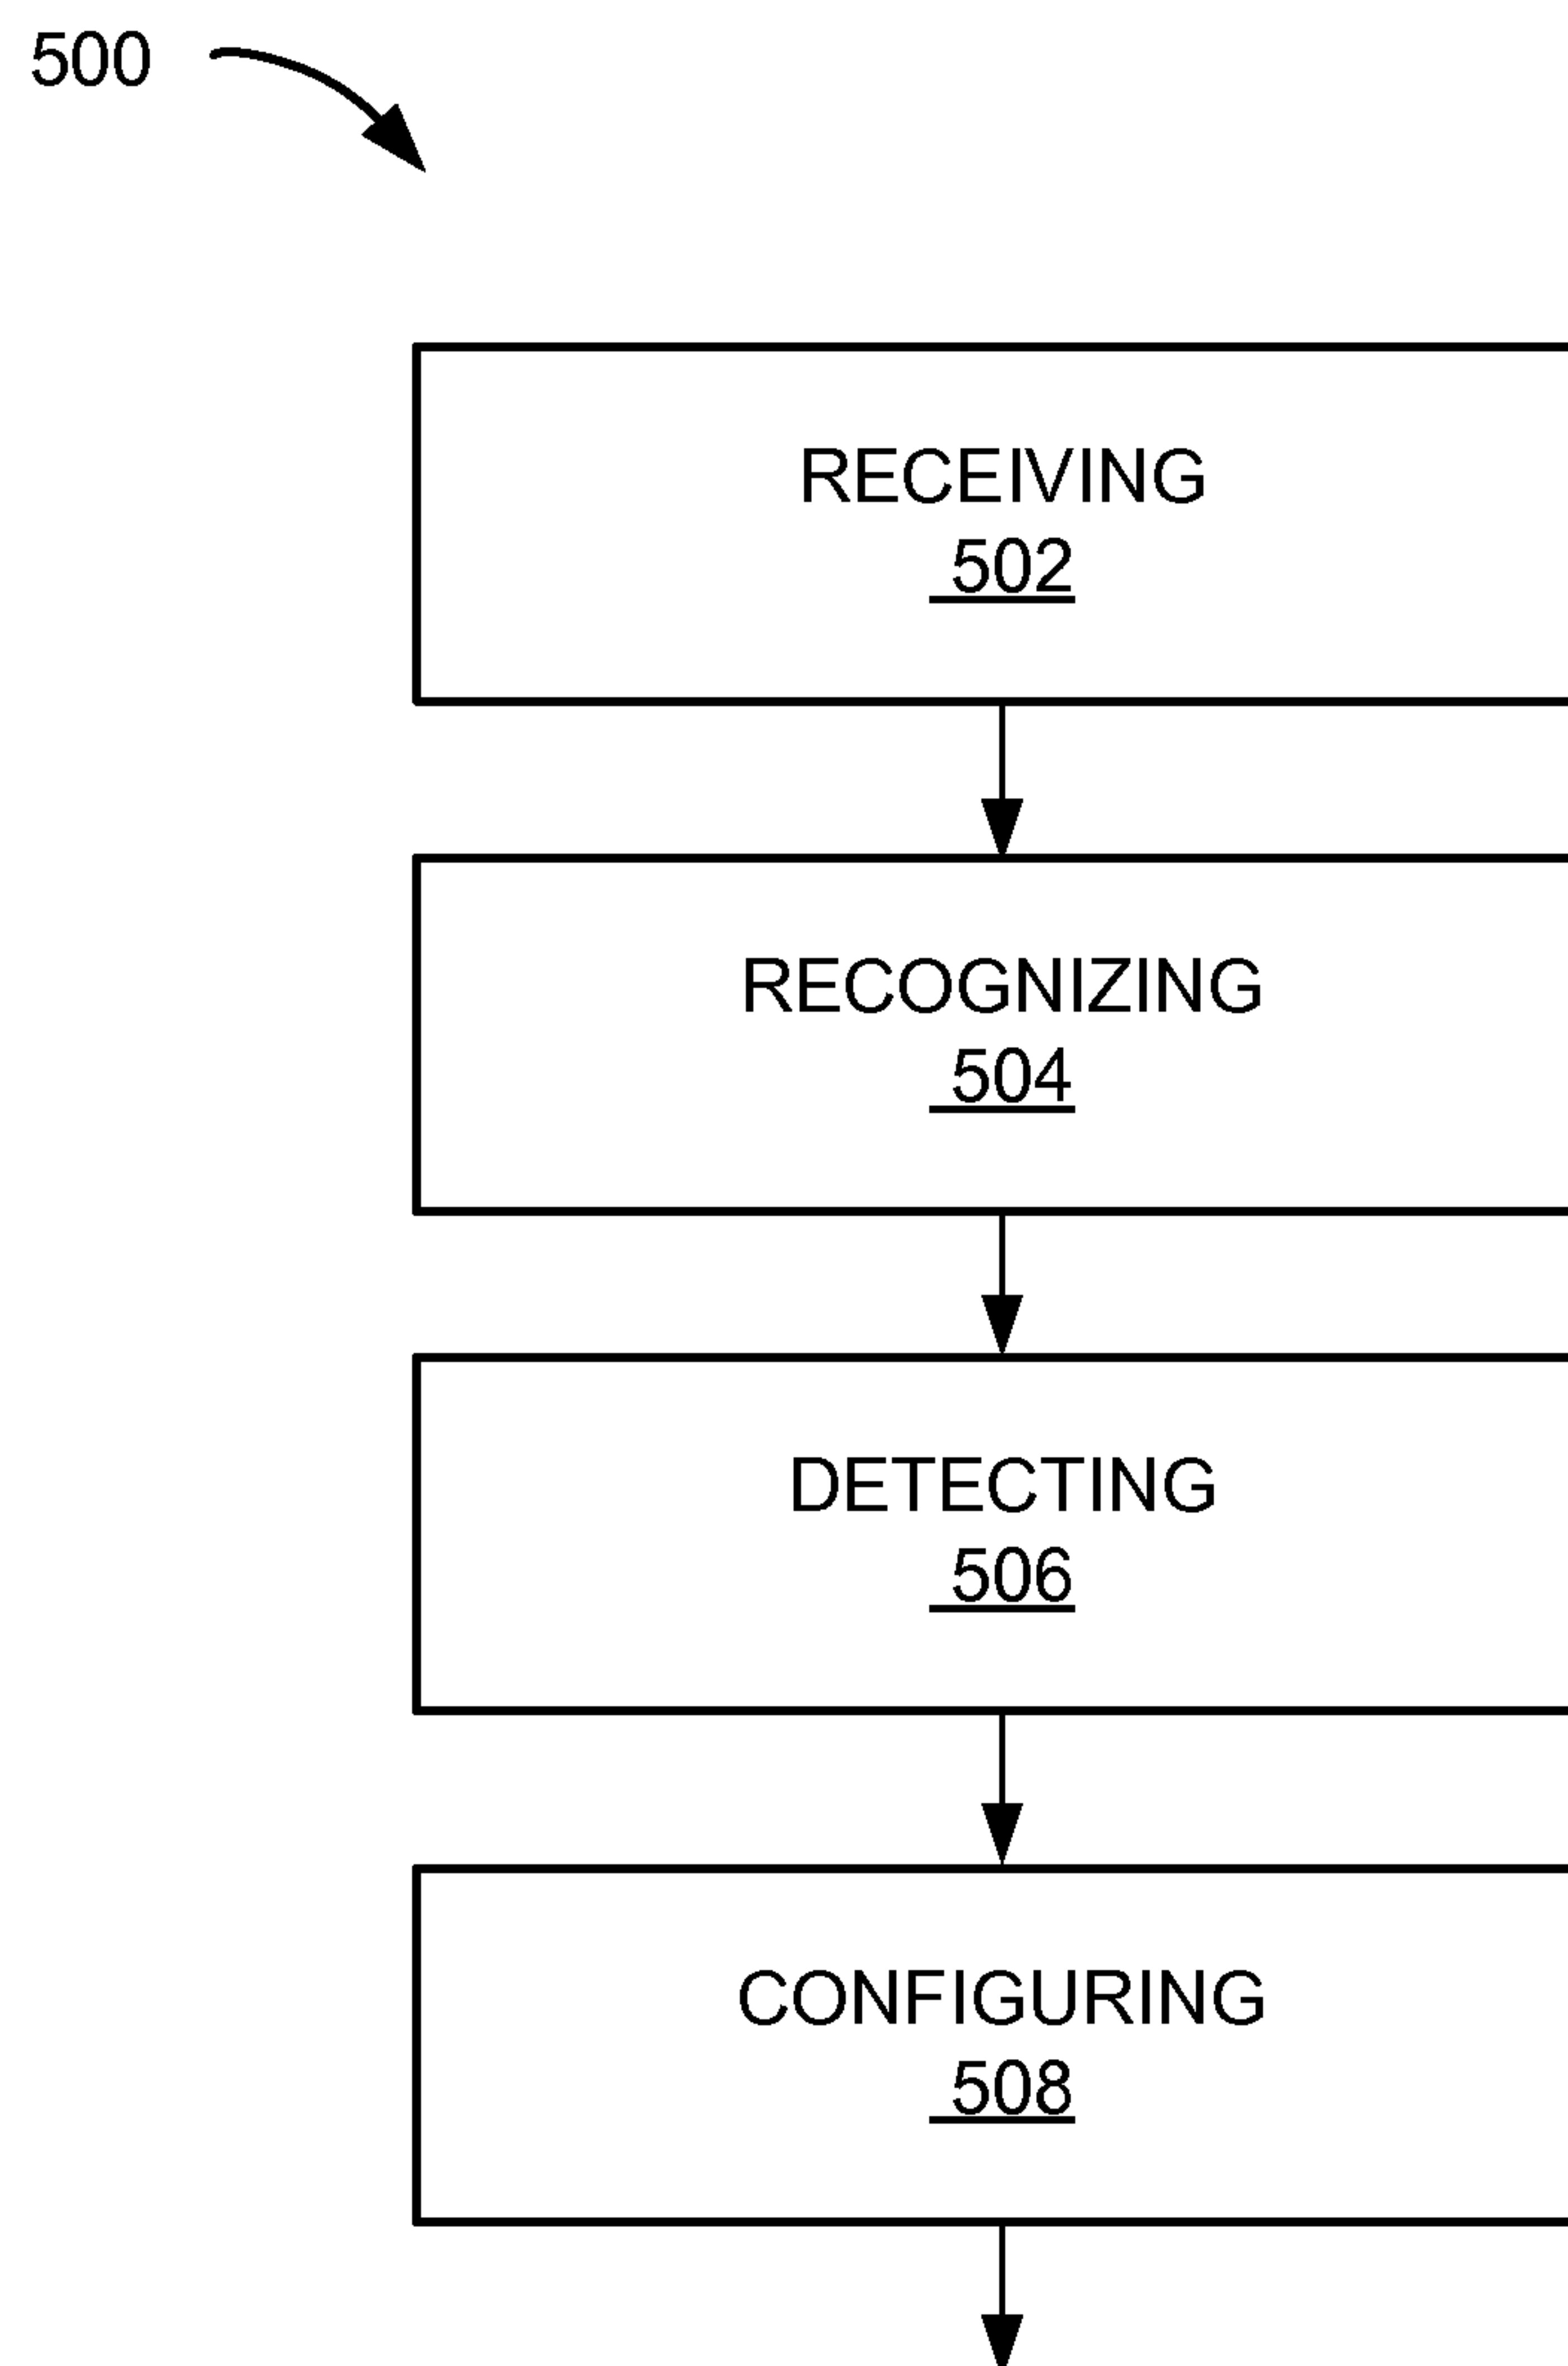 500
RECEIVING
502
RECOGNIZING
504
DETECTING
506
CONFIGURING
508